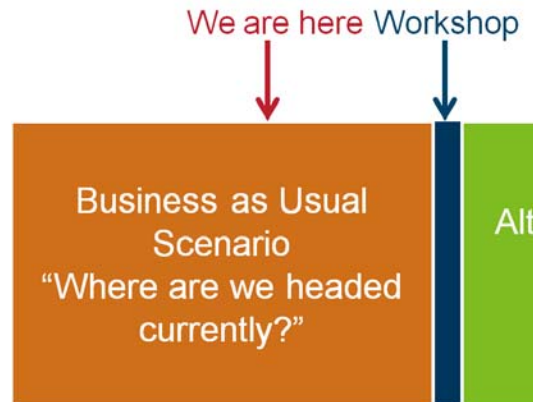 We are here Workshop
Business as Usual
Scenario
“Where are we headed
currently?”
Alt